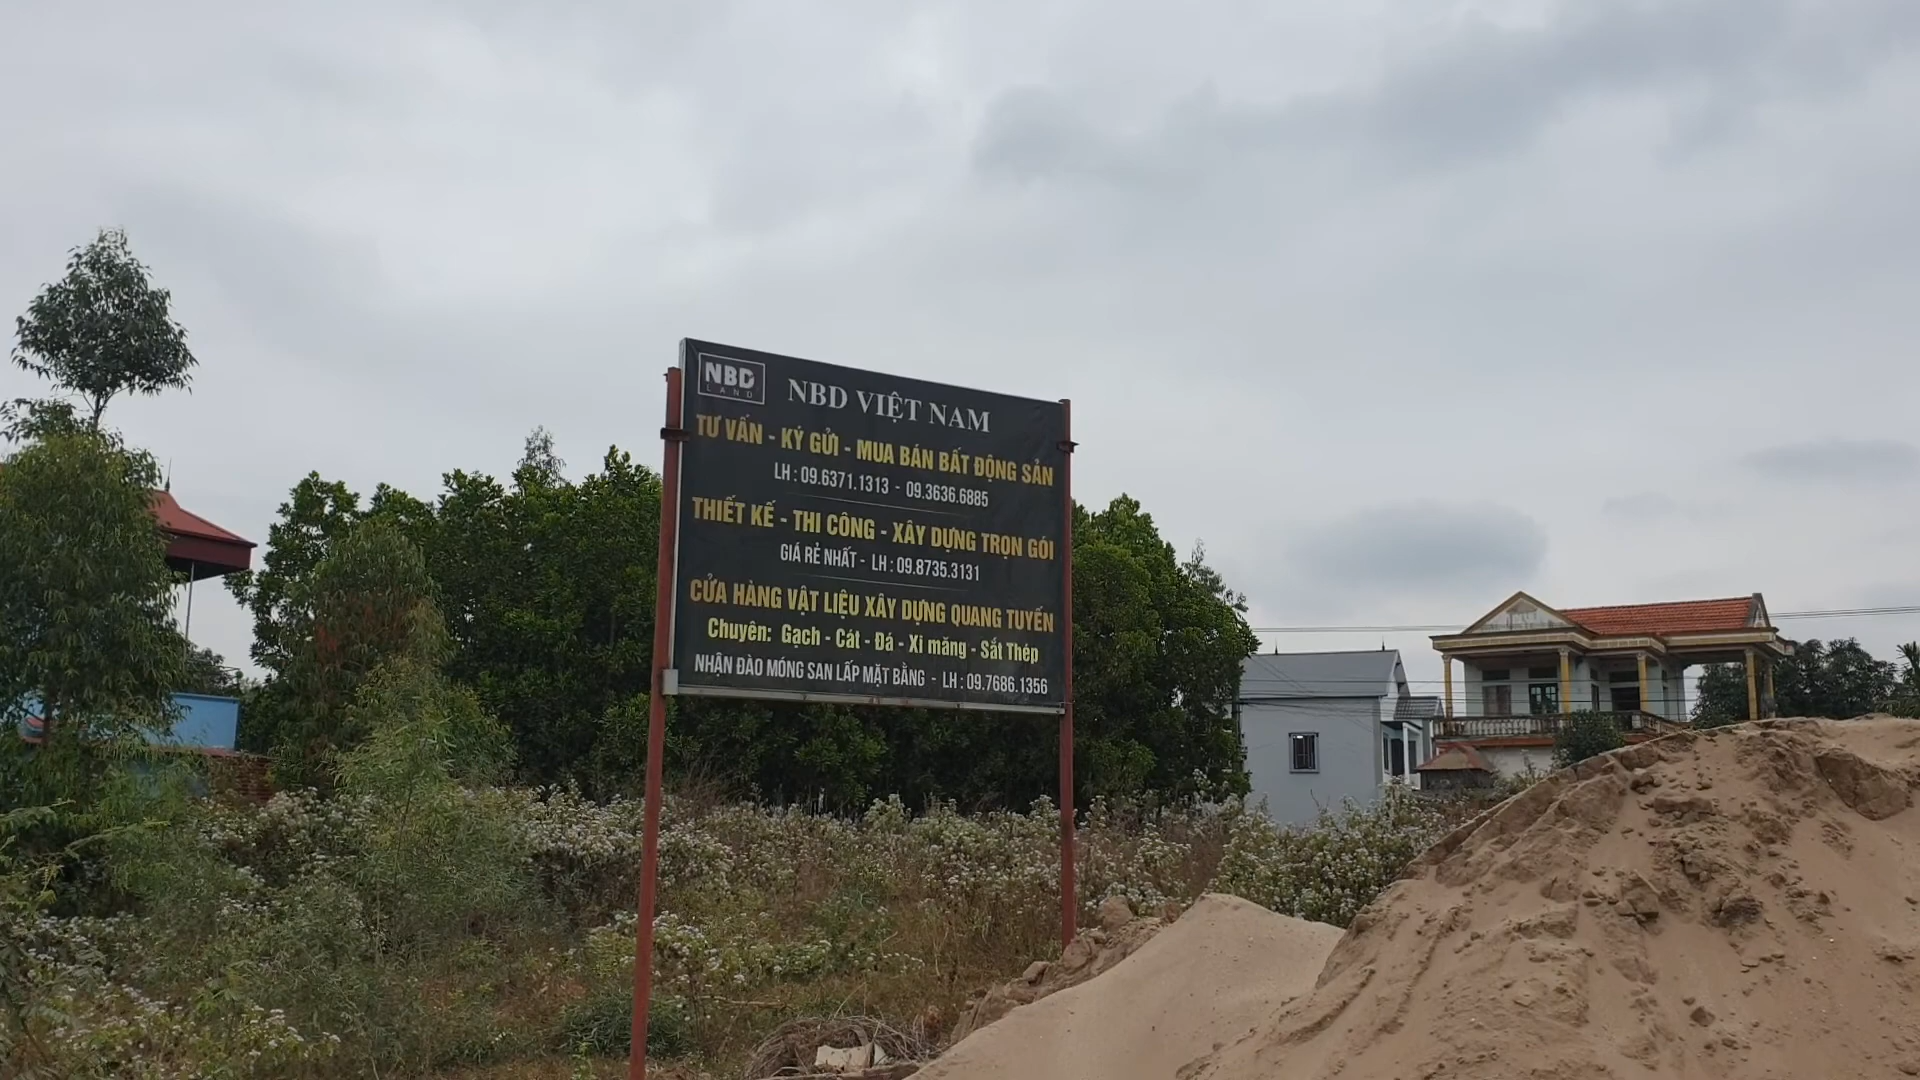 NBD
LAND
NBD VIỆT NAM
TƯ VẤN - KÝ GỬI - MUA BÁN BẤT ĐỘNG SẢN
LH : 09.6371.1313 - 09.3636.6885
THIẾT KẾ - THI CÔNG - XÂY DỰNG TRỌN GÓI
GIÁ RẺ NHẤT - LH : 09.8735.3131
CỬA HÀNG VẬT LIỆU XÂY DỰNG QUANG TUYẾN
Chuyên: Gạch - Cát - Đá - Xi măng - Sắt Thép
NHẬN ĐÀO MÓNG SAN LẤP MẶT BẰNG - LH : 09.7686.1356